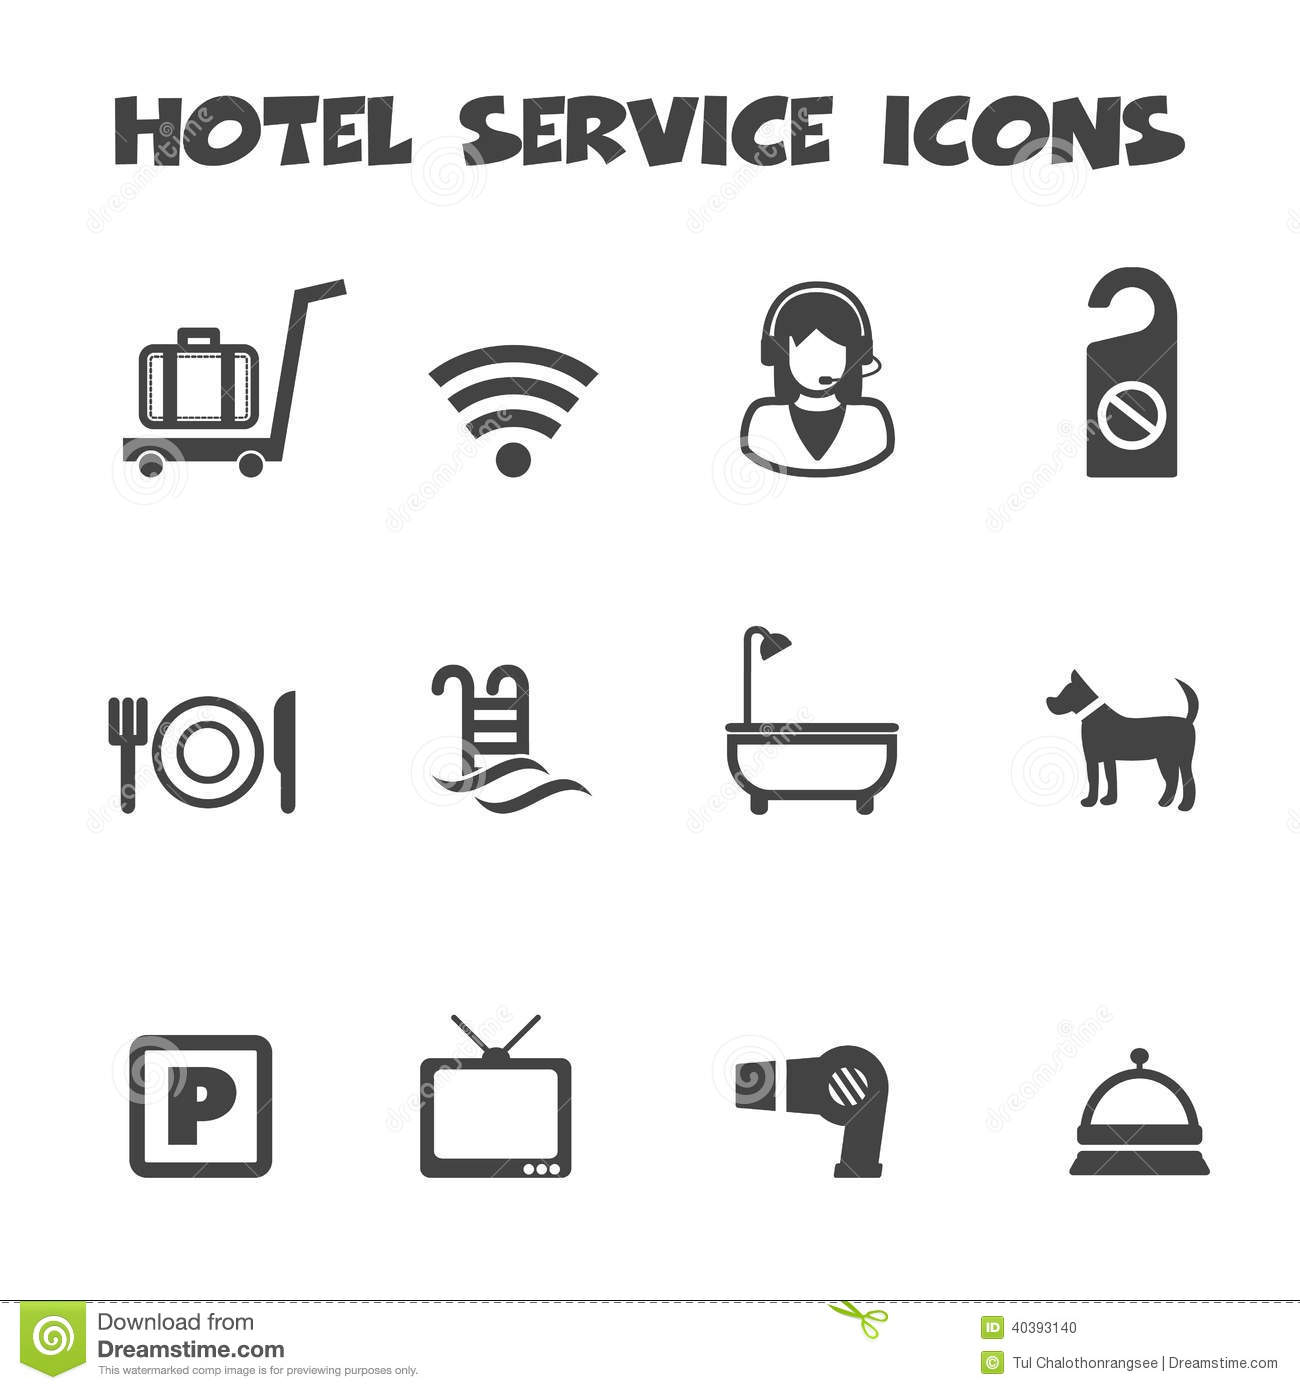 HOTEL SERVICE ICONS
P
Download from
Dreamstime.com
This watermarked comp image is for previewing purposes only.
ID 40393140
© Tul Chalothonrangsee | Dreamstime.com